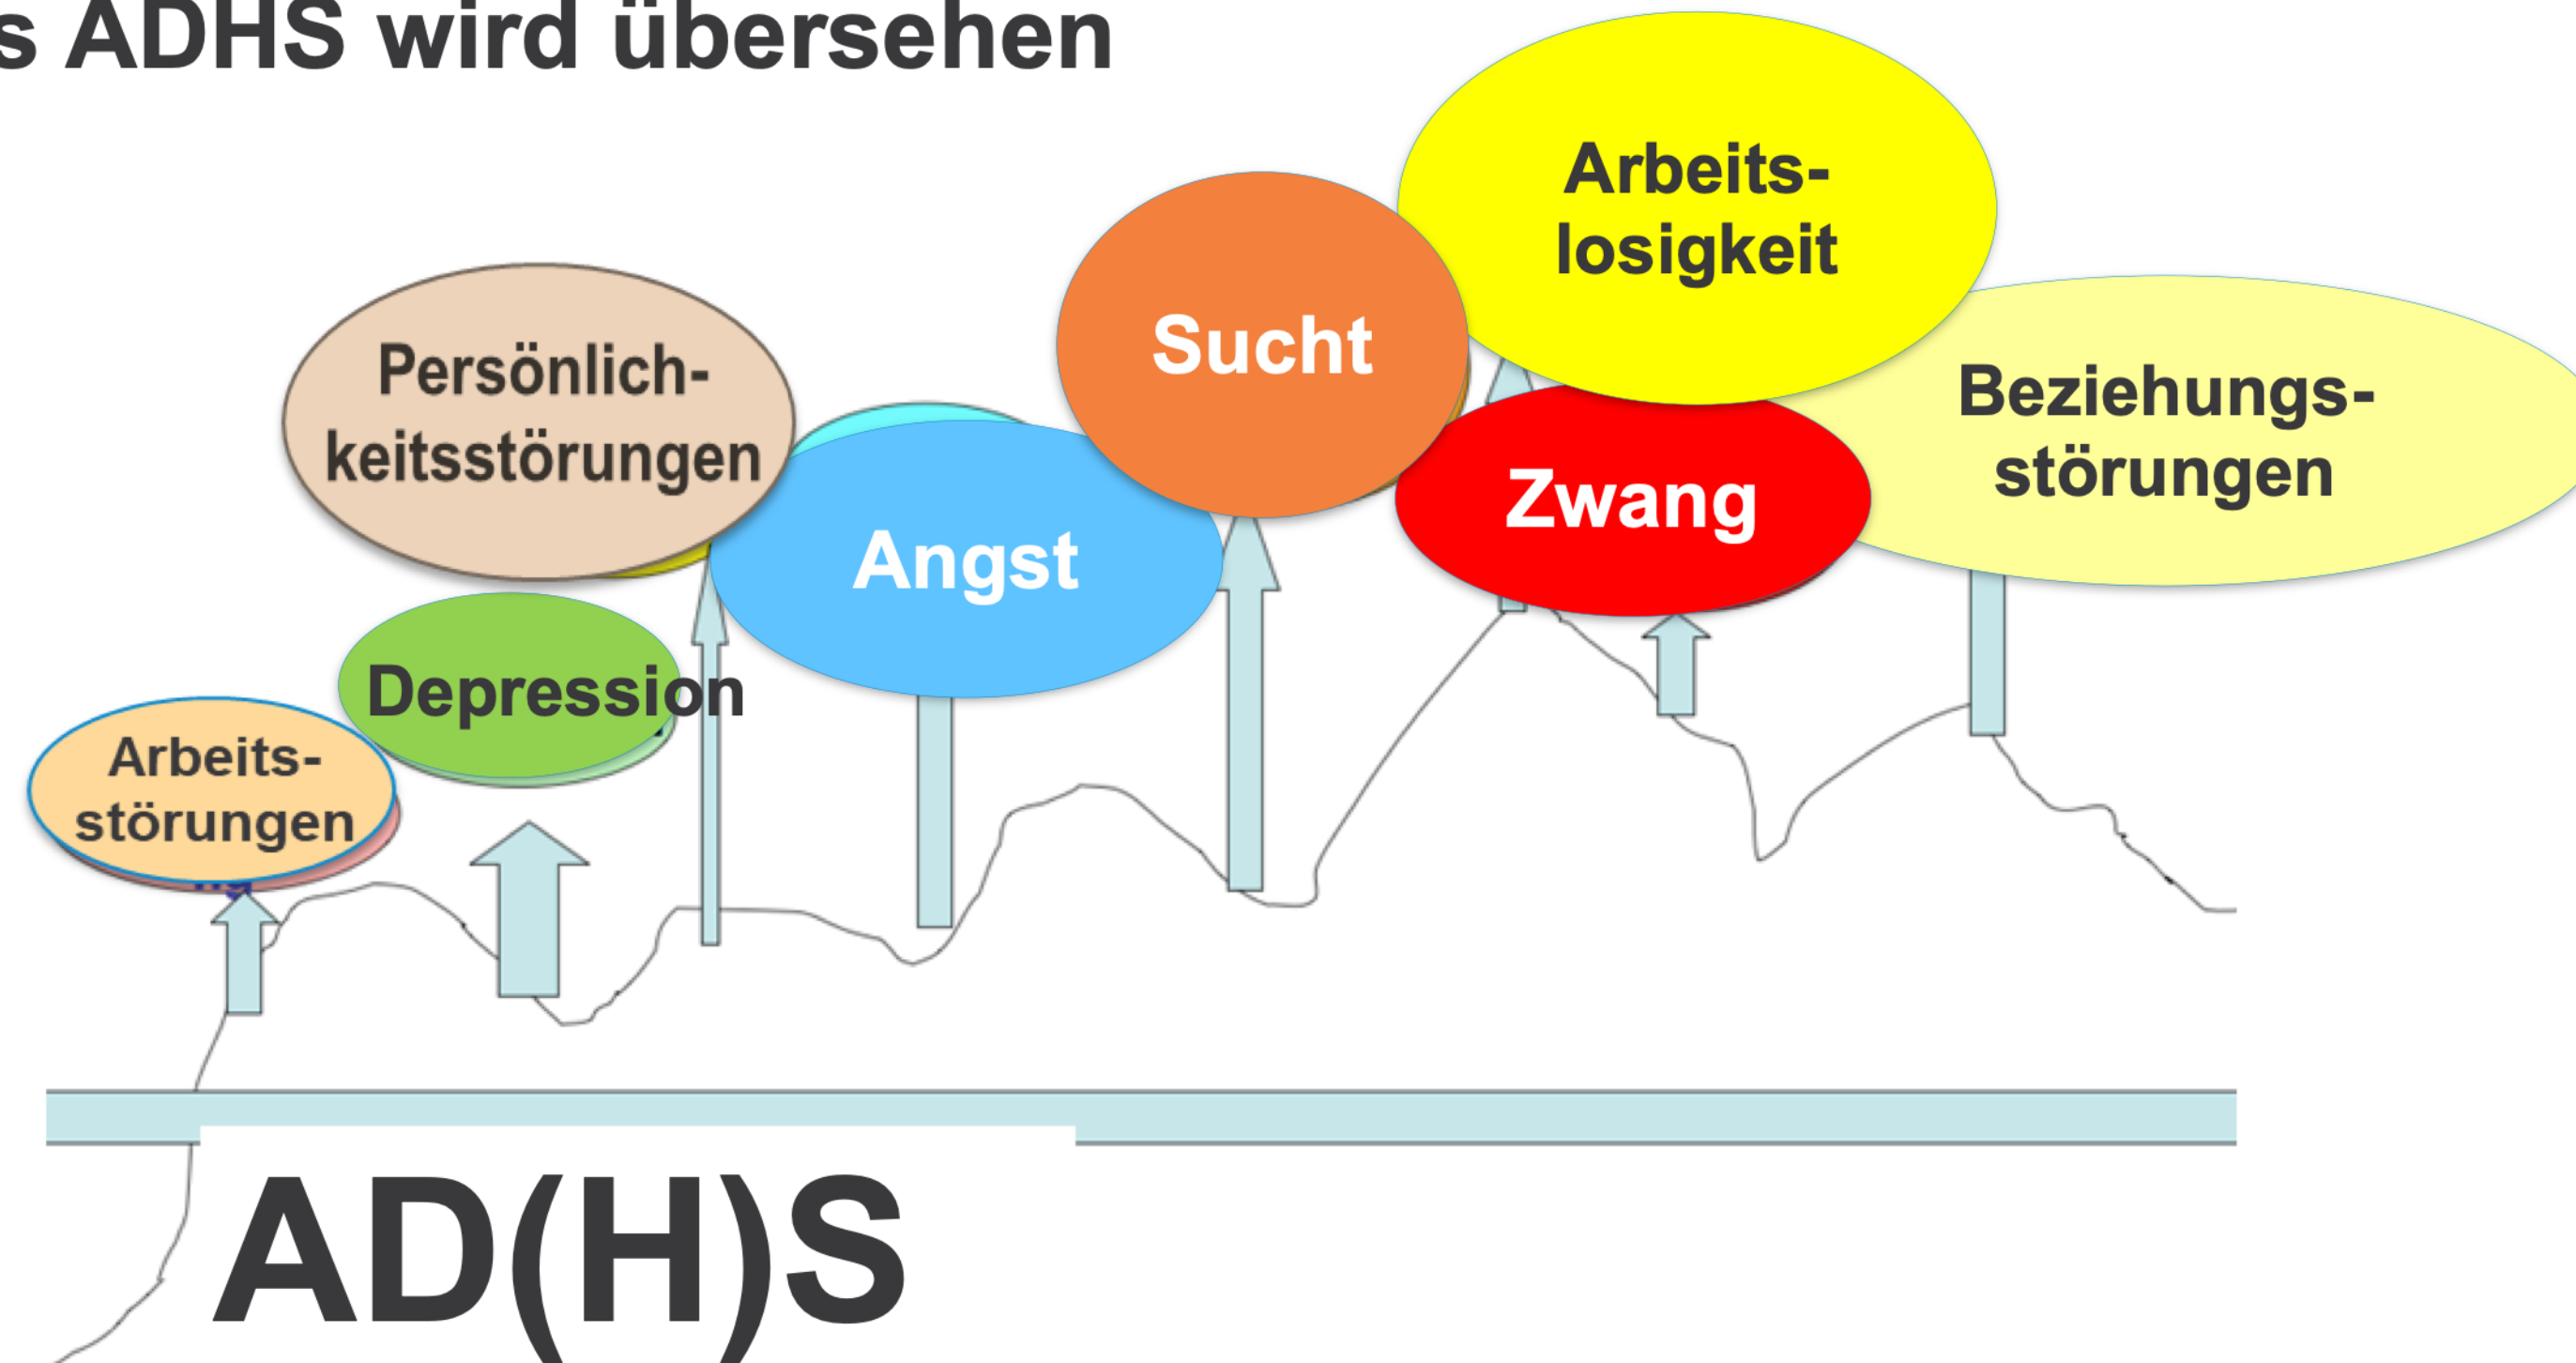 s ADHS wird übersehen
Arbeits-
losigkeit
Sucht
Persönlich-
keitsstörungen
Beziehungs-
störungen
Zwang
Angst
Depression
Arbeits-
störungen
AD(H)S